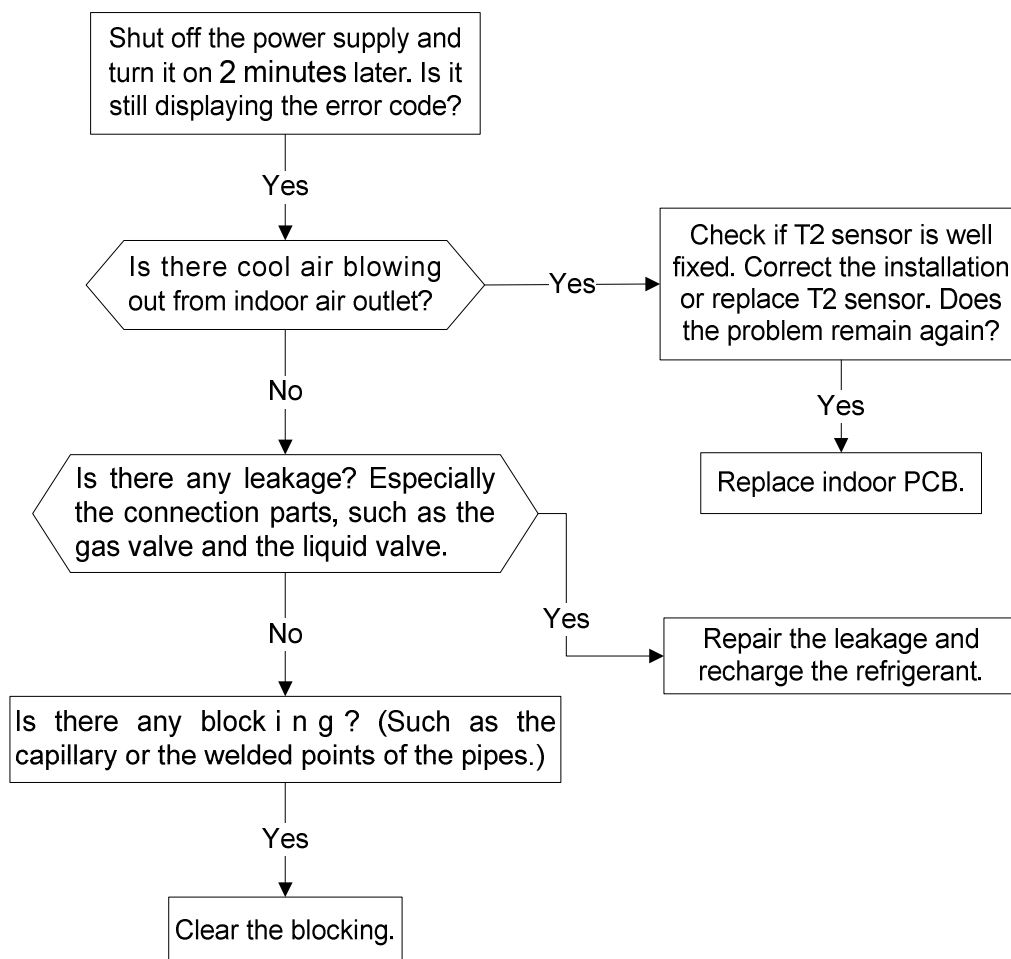 Shut off the power supply and
turn it on 2 minutes later. Is it
still displaying the error code?
Yes
Is there cool air blowing
out from indoor air outlet?
Yes
Check if T2 sensor is well
fixed. Correct the installation
or replace T2 sensor. Does
the problem remain again?
Yes
Replace indoor PCB.
No
Is there any leakage? Especially
the connection parts, such as the
gas valve and the liquid valve.
Yes
Repair the leakage and
recharge the refrigerant.
No
Is there any block i n g ? (Such as the
capillary or the welded points of the pipes.)
Yes
Clear the blocking.